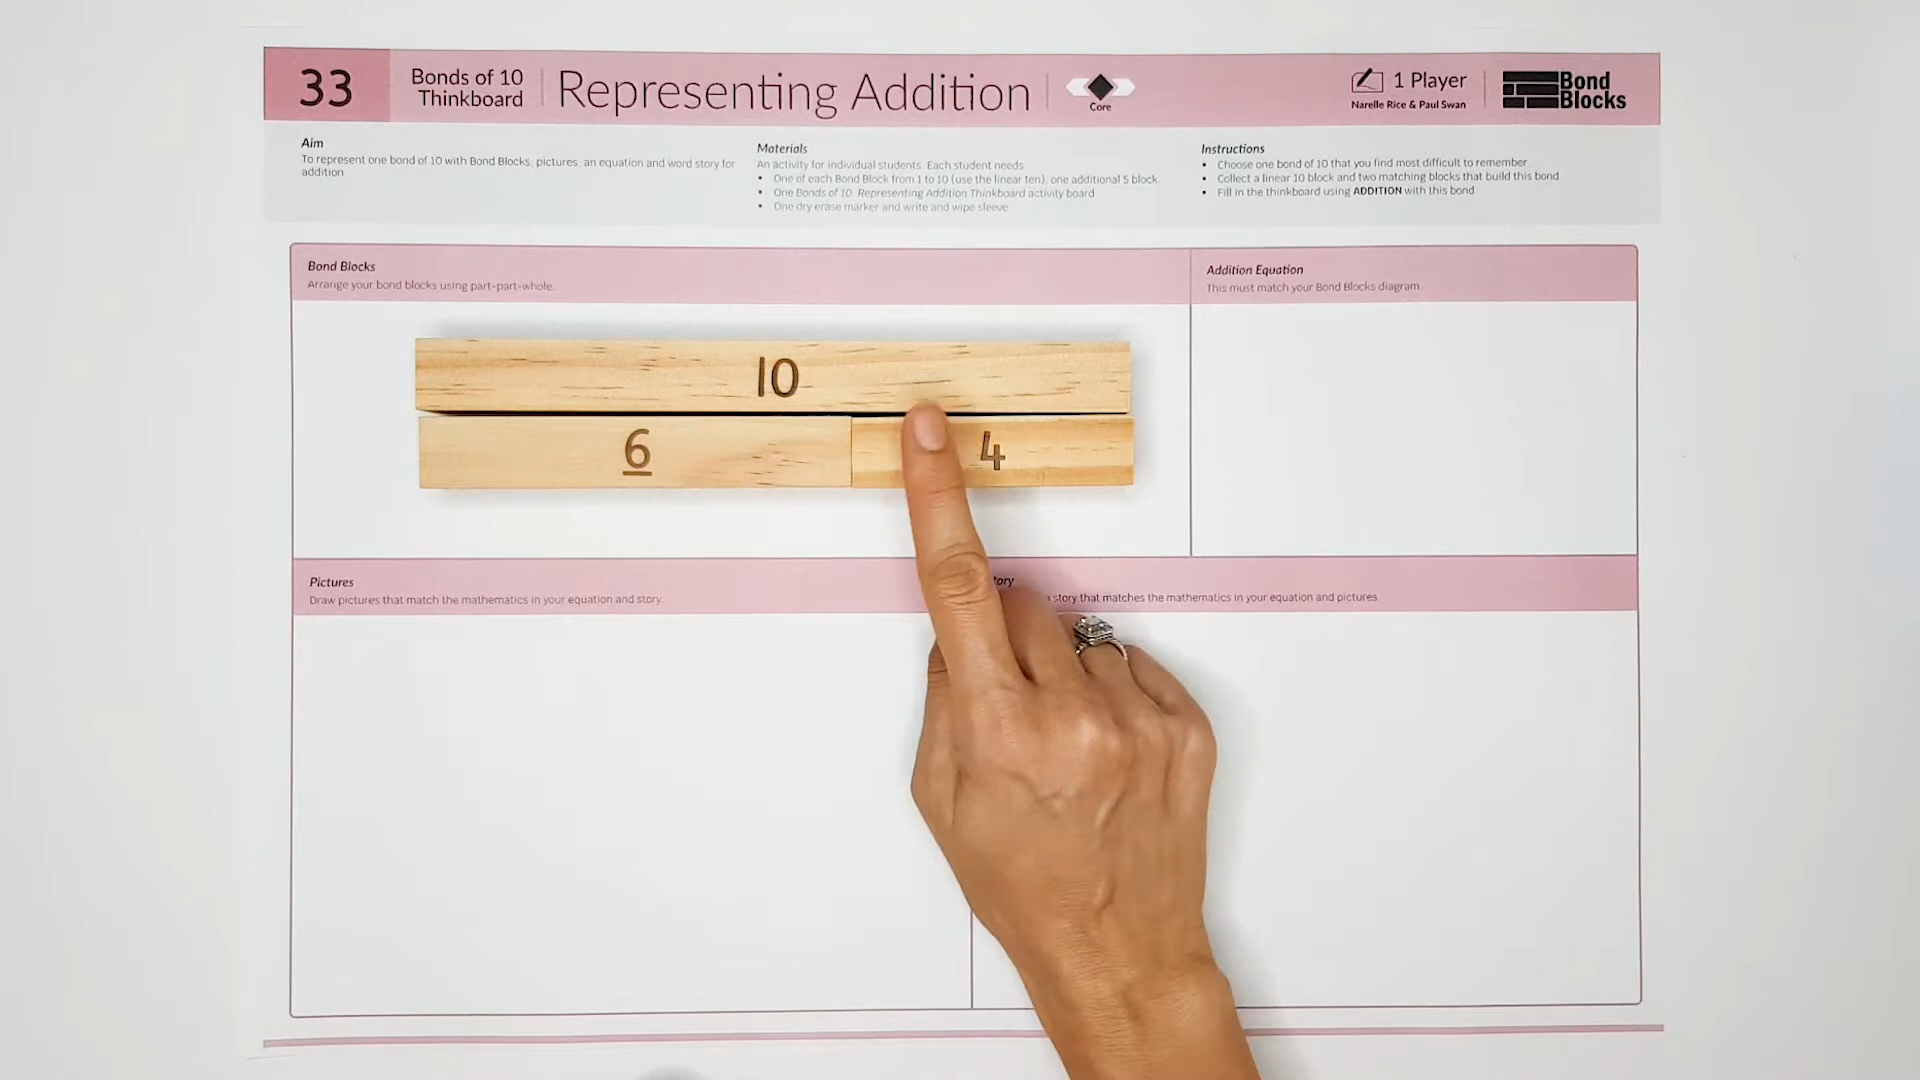 33
Bonds of 10
Thinkboard
Representing Addition
Core
1 Player
Narelle Rice & Paul Swan
Bond
Blocks
Aim
To represent one bond of 10 with Bond Blocks, pictures, an equation and word story for
addition.
Materials
An activity for individual students. Each student needs
• One of each Bond Block from 1 to 10 (use the linear ten), one additional 5 block.
• One Bonds of 10, Representing Addition Thinkboard activity board
• One dry erase marker and write and wipe sleeve
Instructions
• Choose one bond of 10 that you find most difficult to remember.
• Collect a linear 10 block and two matching blocks that build this bond.
• Fill in the thinkboard using ADDITION with this bond.
Bond Blocks
Arrange your bond blocks using part-part-whole.
Addition Equation
This must match your Bond Blocks diagram.
10
6
4
Pictures
Draw pictures that match the mathematics in your equation and story.
story that matches the mathematics in your equation and pictures.